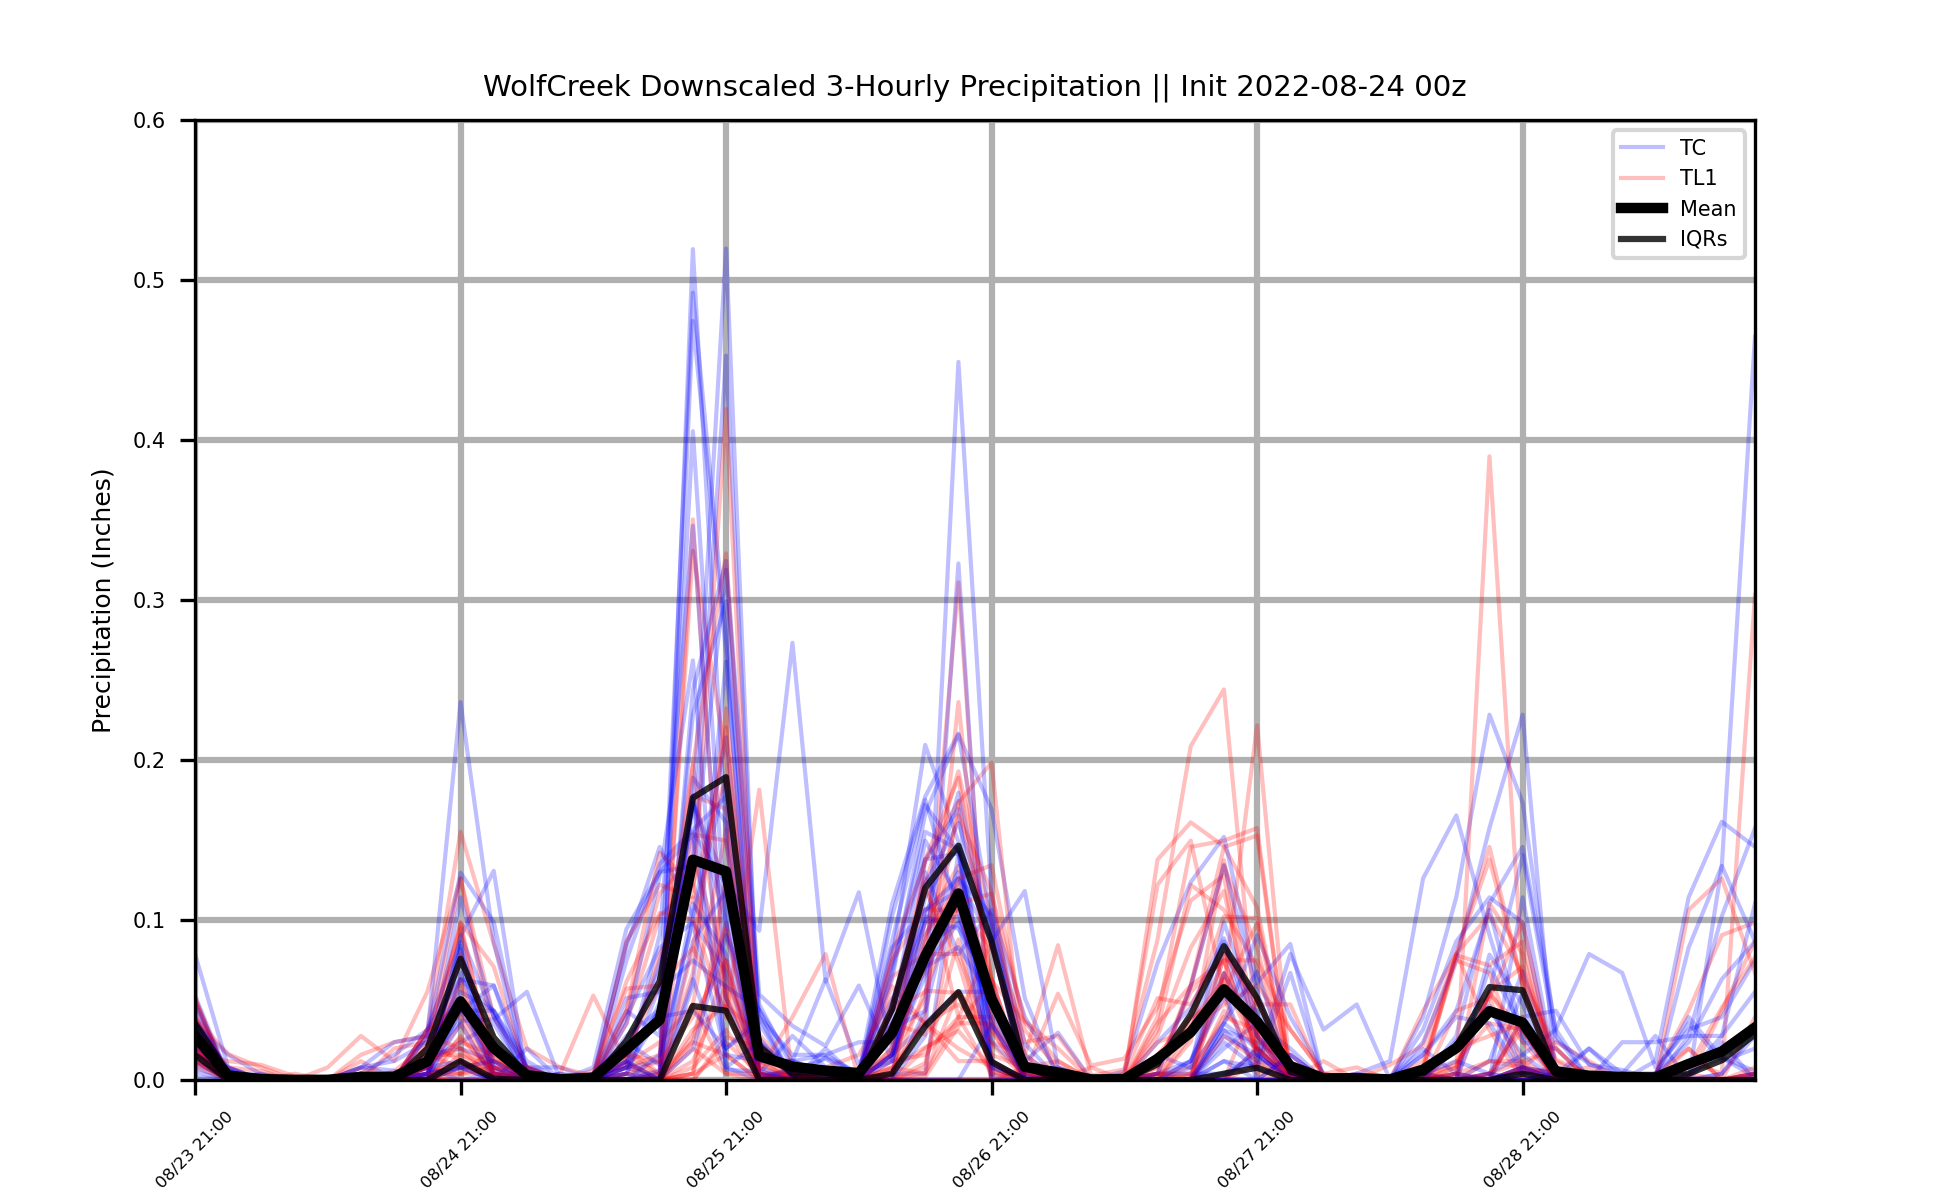 WolfCreek Downscaled 3-Hourly Precipitation || Init 2022-08-24 00z
TC
TL1
Mean
IQRs
Precipitation (Inches)
0.6
0.5
0.4
0.3
0.2
0.1
0.0
08/23 21:00
08/24 21:00
08/25 21:00
08/26 21:00
08/27 21:00
08/28 21:00